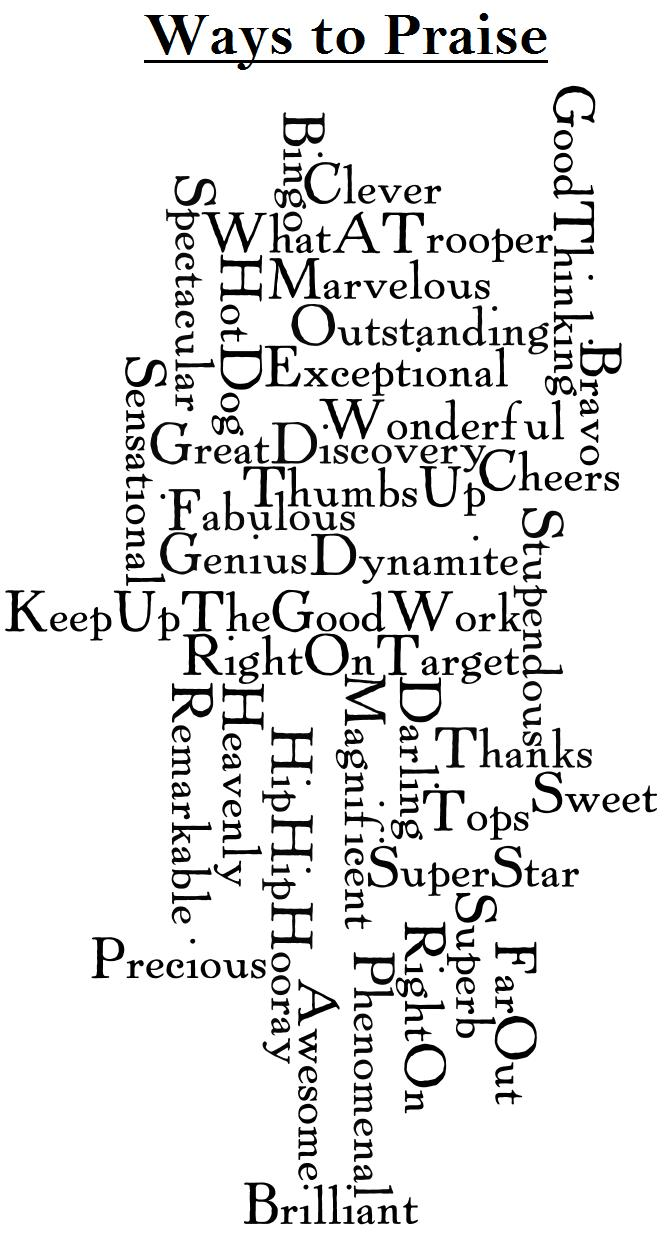 Ways to Praise
GoodThinking
Bingo
Clever
Spectacular
WhatATrooper
HotDog
Marvelous
Outstanding
Bravo
Exceptional
Sensational
Wonderful
GreatDiscovery
Cheers
ThumbsUp
Fabulous
Stupendous
GeniusDynamite
KeepUpTheGoodWork
RightOnTarget
Remarkable
Heavenly
Magnificent
Darling
HipHipHooray
Thanks
Sweet
Tops
SuperStar
Superb
RightOn
FarOut
Precious
Phenomenal
Awesome
Brilliant